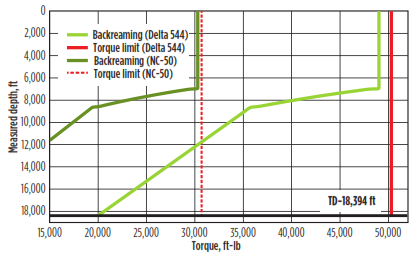 0
2,000
4,000
6,000
8,000
10,000
12,000
14,000
16,000
18,000
Measured depth, ft
Backreaming (Delta 544)
Torque limit (Delta 544)
Backreaming (NC-50)
Torque limit (NC-50)
TD-18,394 ft
15,000 20,000 25,000 30,000 35,000 40,000 45,000 50,000
Torque, ft-lb